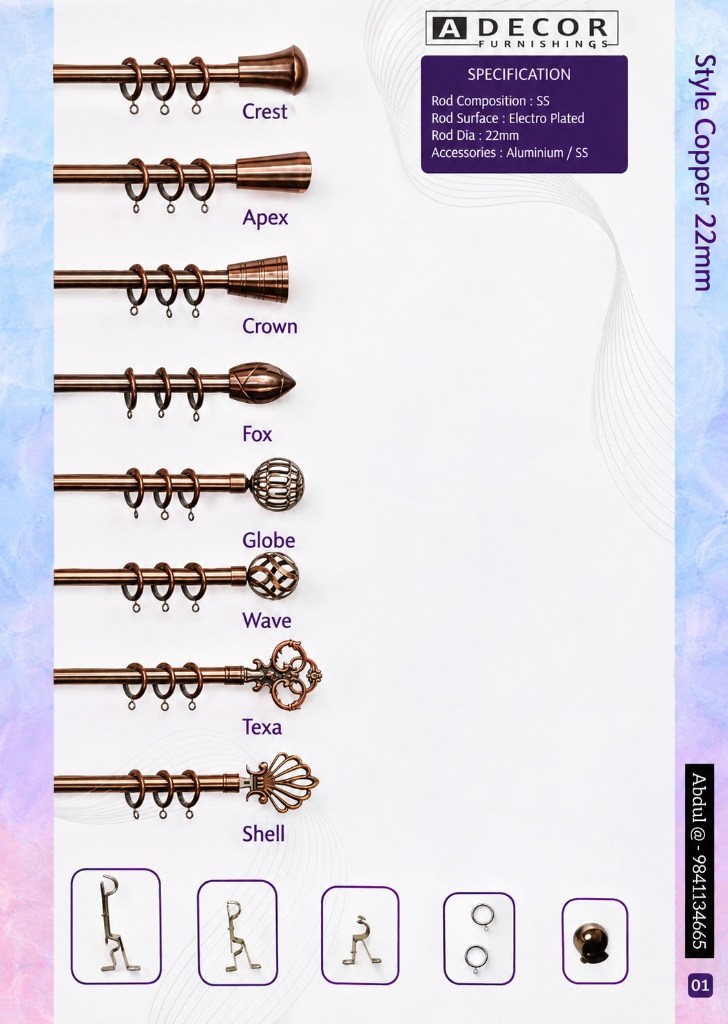 A DECOR
FURNISHINGS
SPECIFICATION
Rod Composition : SS
Rod Surface : Electro Plated
Rod Dia : 22mm
Accessories : Aluminium / SS
Style Copper 22mm
Crest
Apex
Crown
Fox
Globe
Wave
Texa
Shell
Abdul @ - 9841134665
01